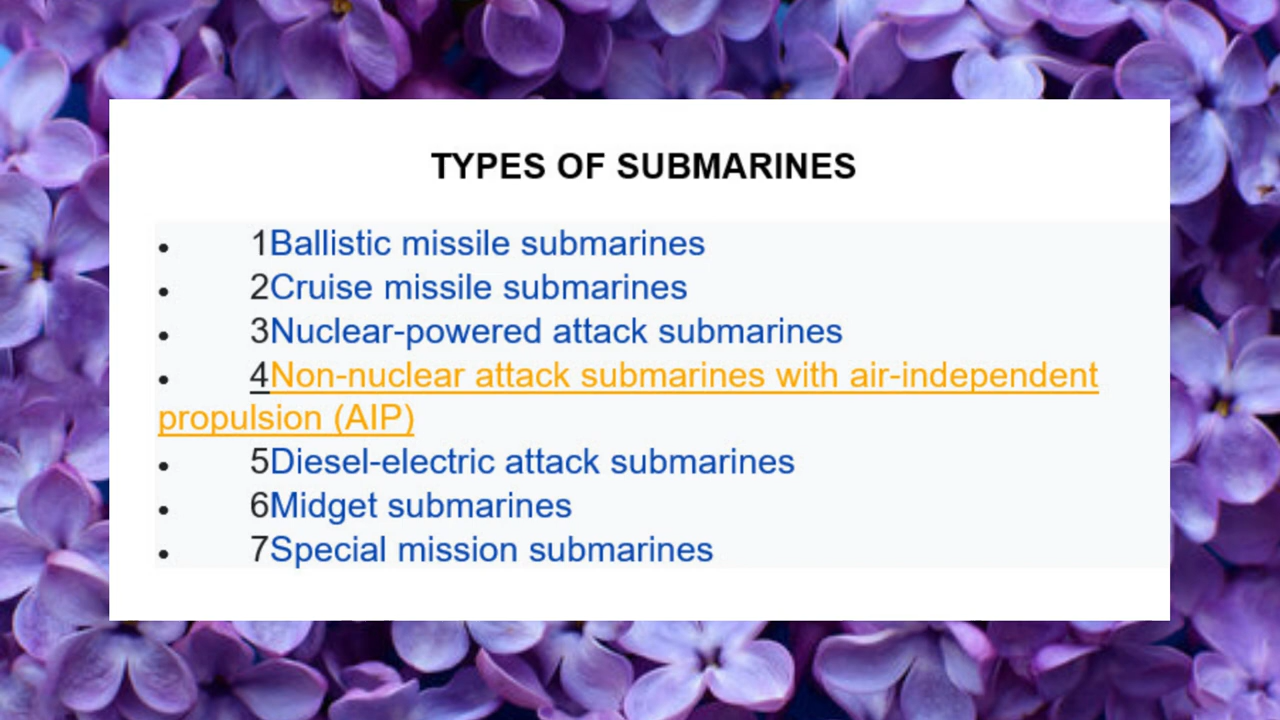 TYPES OF SUBMARINES
• 1Ballistic missile submarines
• 2Cruise missile submarines
• 3Nuclear-powered attack submarines
• 4Non-nuclear attack submarines with air-independent
propulsion (AIP)
• 5Diesel-electric attack submarines
• 6Midget submarines
• 7Special mission submarines